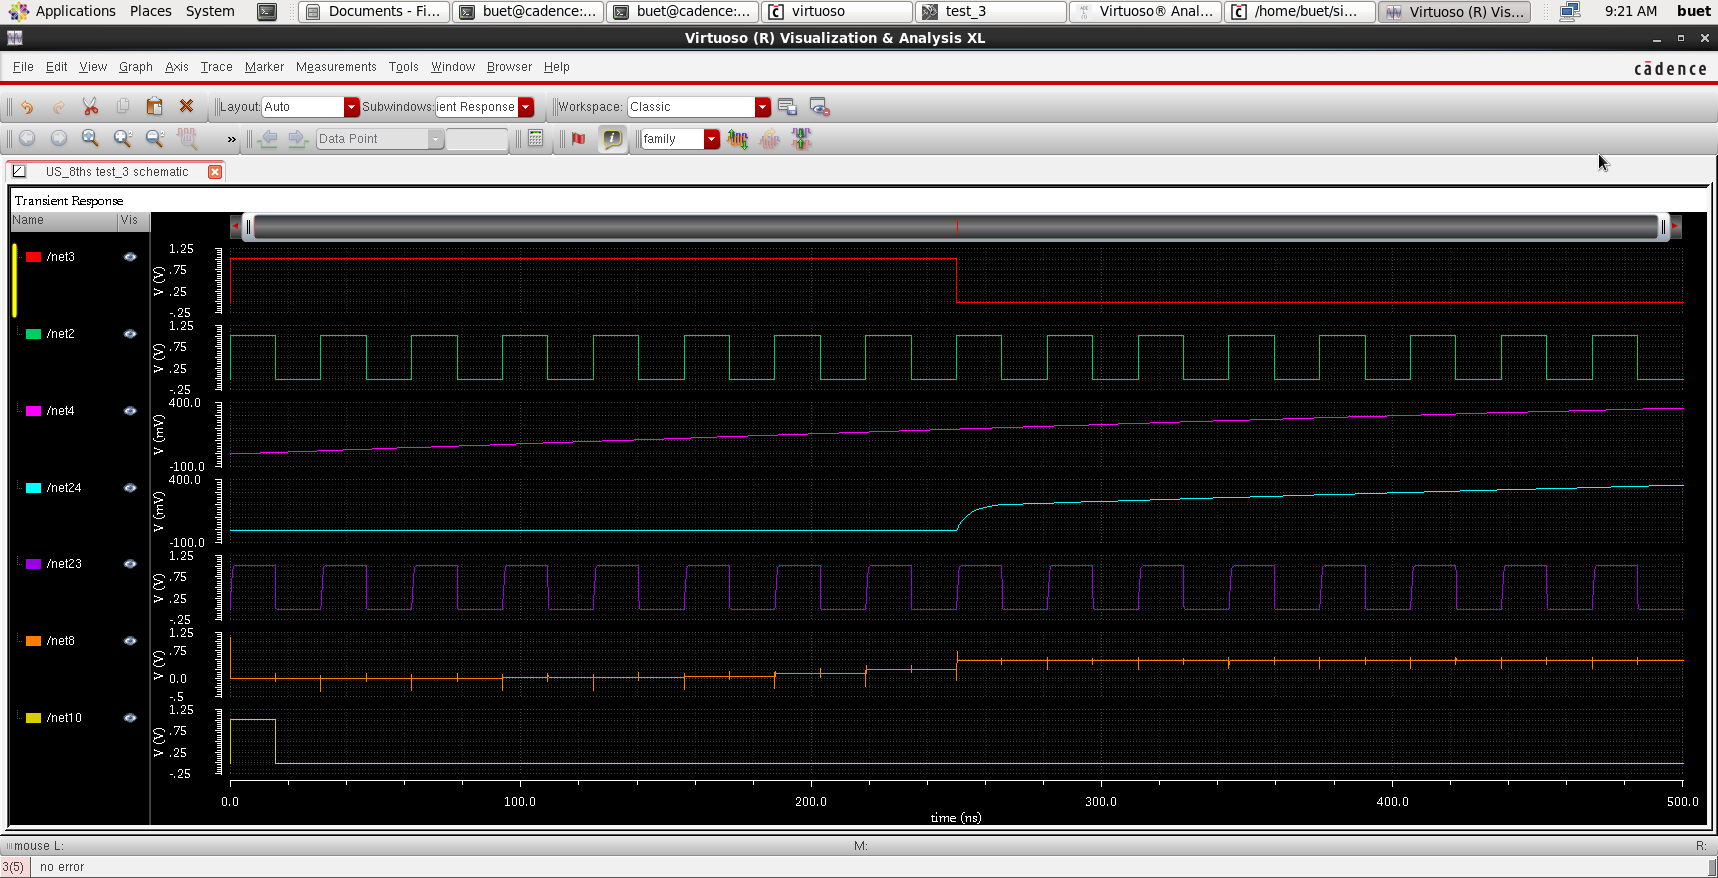 Applications Places System Documents - Fi... buet@cadence:... buet@cadence:... virtuoso test_3 Virtuoso® Anal... /home/buet/si... Virtuoso (R) Vis... 9:21 AM buet
Virtuoso (R) Visualization & Analysis XL
File Edit View Graph Axis Trace Marker Measurements Tools Window Browser Help
cādence
Layout: Auto Subwindows: ient Response Workspace: Classic
» Data Point family
US_8ths test_3 schematic
Transient Response
Name Vis
/net3
V (V)
1.25
.75
.25
-.25
/net2
V (V)
1.25
.75
.25
-.25
/net4
V (mV)
400.0
-100.0
/net24
V (mV)
400.0
-100.0
/net23
V (V)
1.25
.75
.25
-.25
/net8
V (V)
1.25
.75
0.0
-.5
/net10
V (V)
1.25
.75
.25
-.25
0.0 100.0 200.0 300.0 400.0 500.0
time (ns)
mouse L: M: R:
3(5) no error